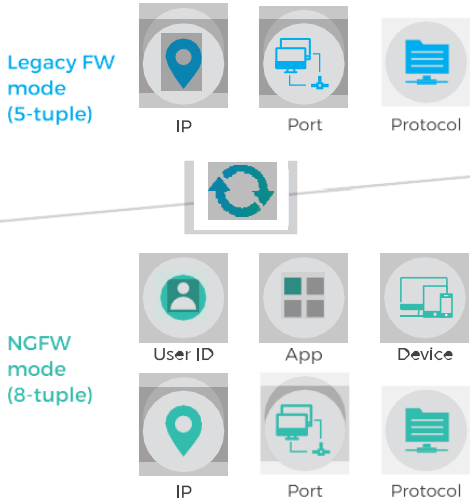 Legacy FW
mode
(5-tuple)
IP
Port
Protocol
User ID
App
Device
NGFW
mode
(8-tuple)
IP
Port
Protocol